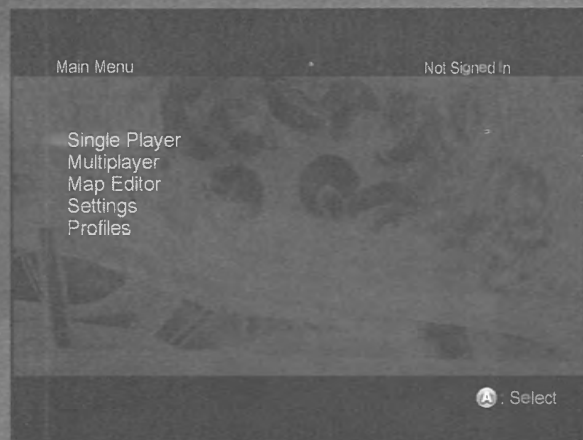 Main Menu
Not Signed In
Single Player
Multiplayer
Map Editor
Settings
Profiles
A : Select